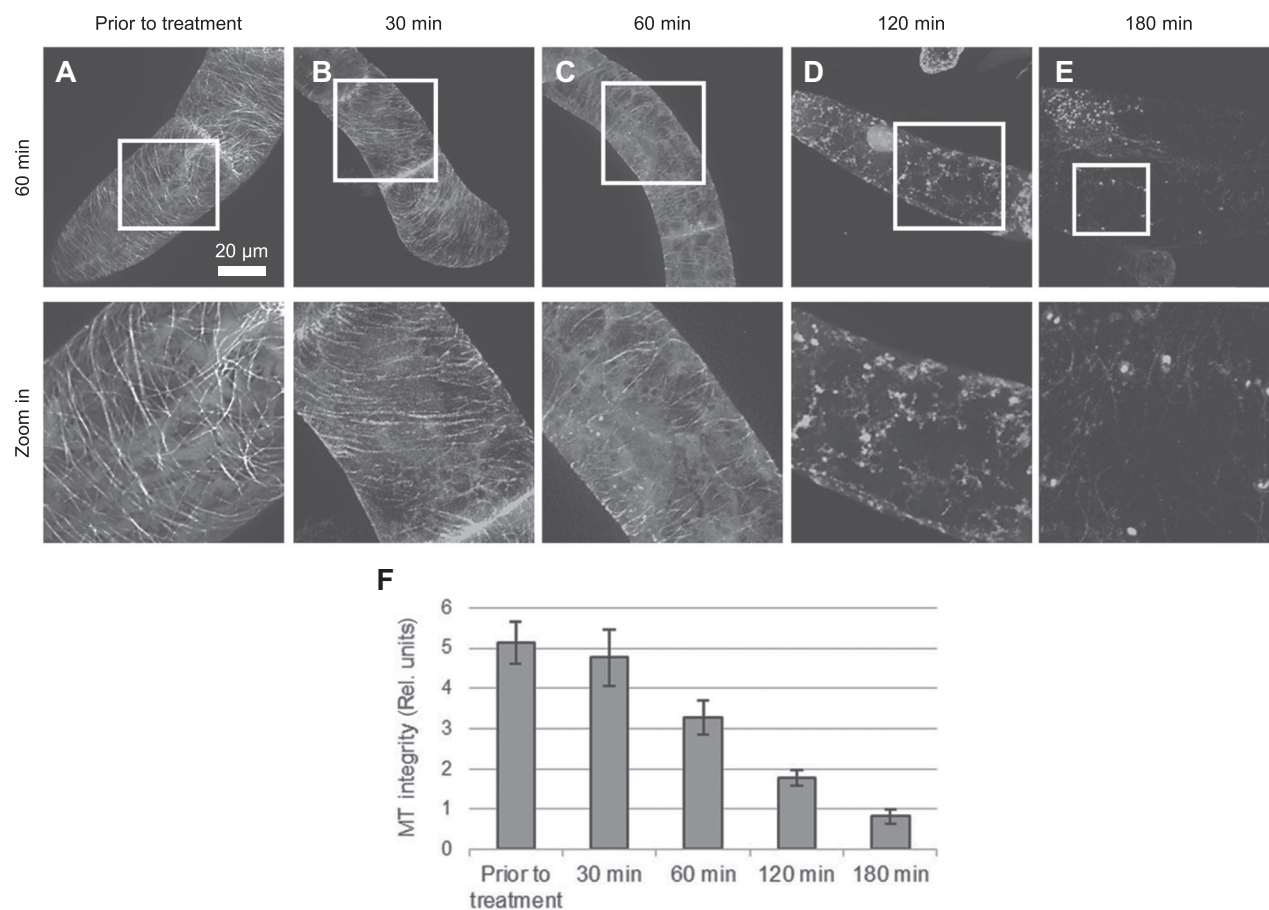 Prior to treatment
30 min
60 min
120 min
180 min
60 min
A
B
C
D
E
20 µm
Zoom in
F
MT integrity (Rel. units)
6
5
4
3
2
1
0
Prior to
treatment
30 min
60 min
120 min
180 min